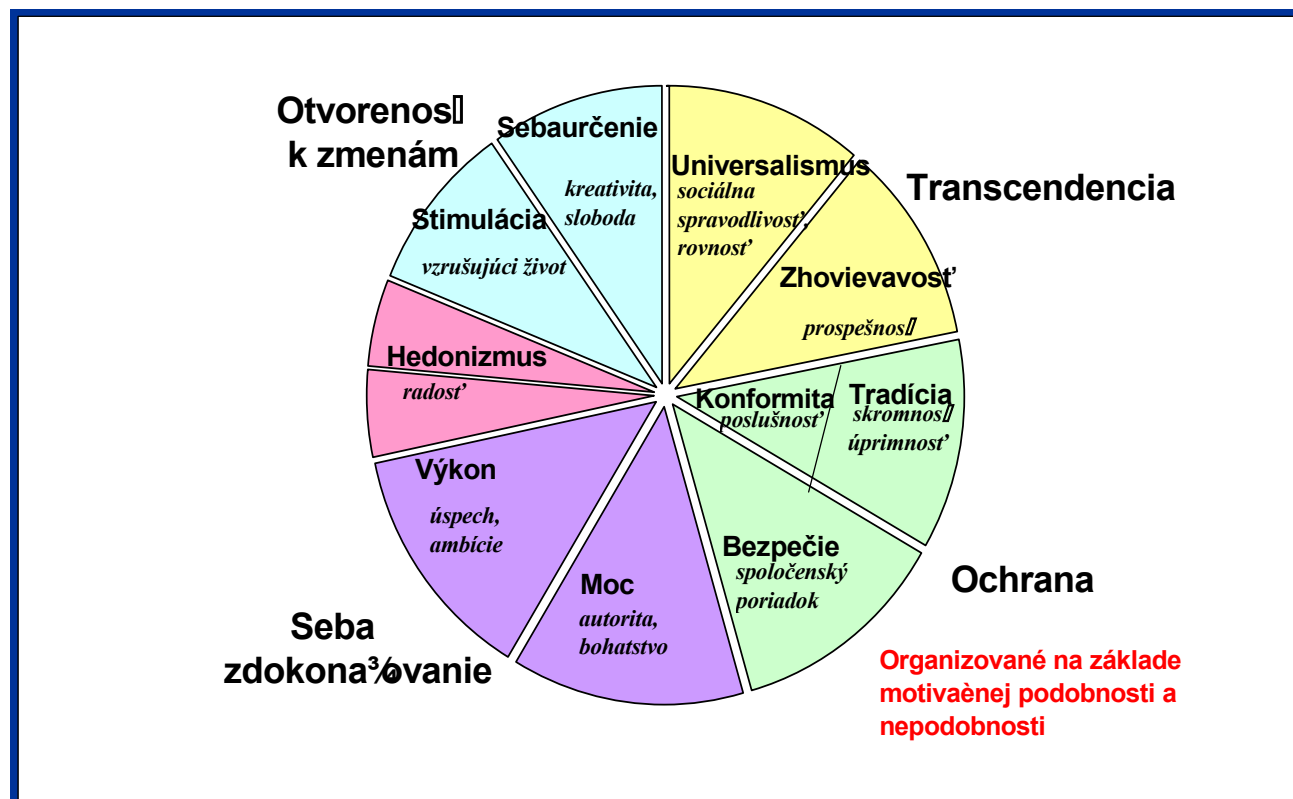 Otvorenos▯
k zmenám
Sebaurčenie
kreativita,
sloboda
Universalismus
sociálna
spravodlivosť,
rovnosť
Transcendencia
Stimulácia
vzrušujúci život
Zhovievavosť
prospešnos▯
Hedonizmus
radosť
Konformita
poslušnosť
Tradícia
skromnos▯
úprimnosť
Výkon
úspech,
ambície
Bezpečie
spoločenský
poriadok
Moc
autorita,
bohatstvo
Ochrana
Seba
zdokona¾ovanie
Organizované na základe
motivaènej podobnosti a
nepodobnosti